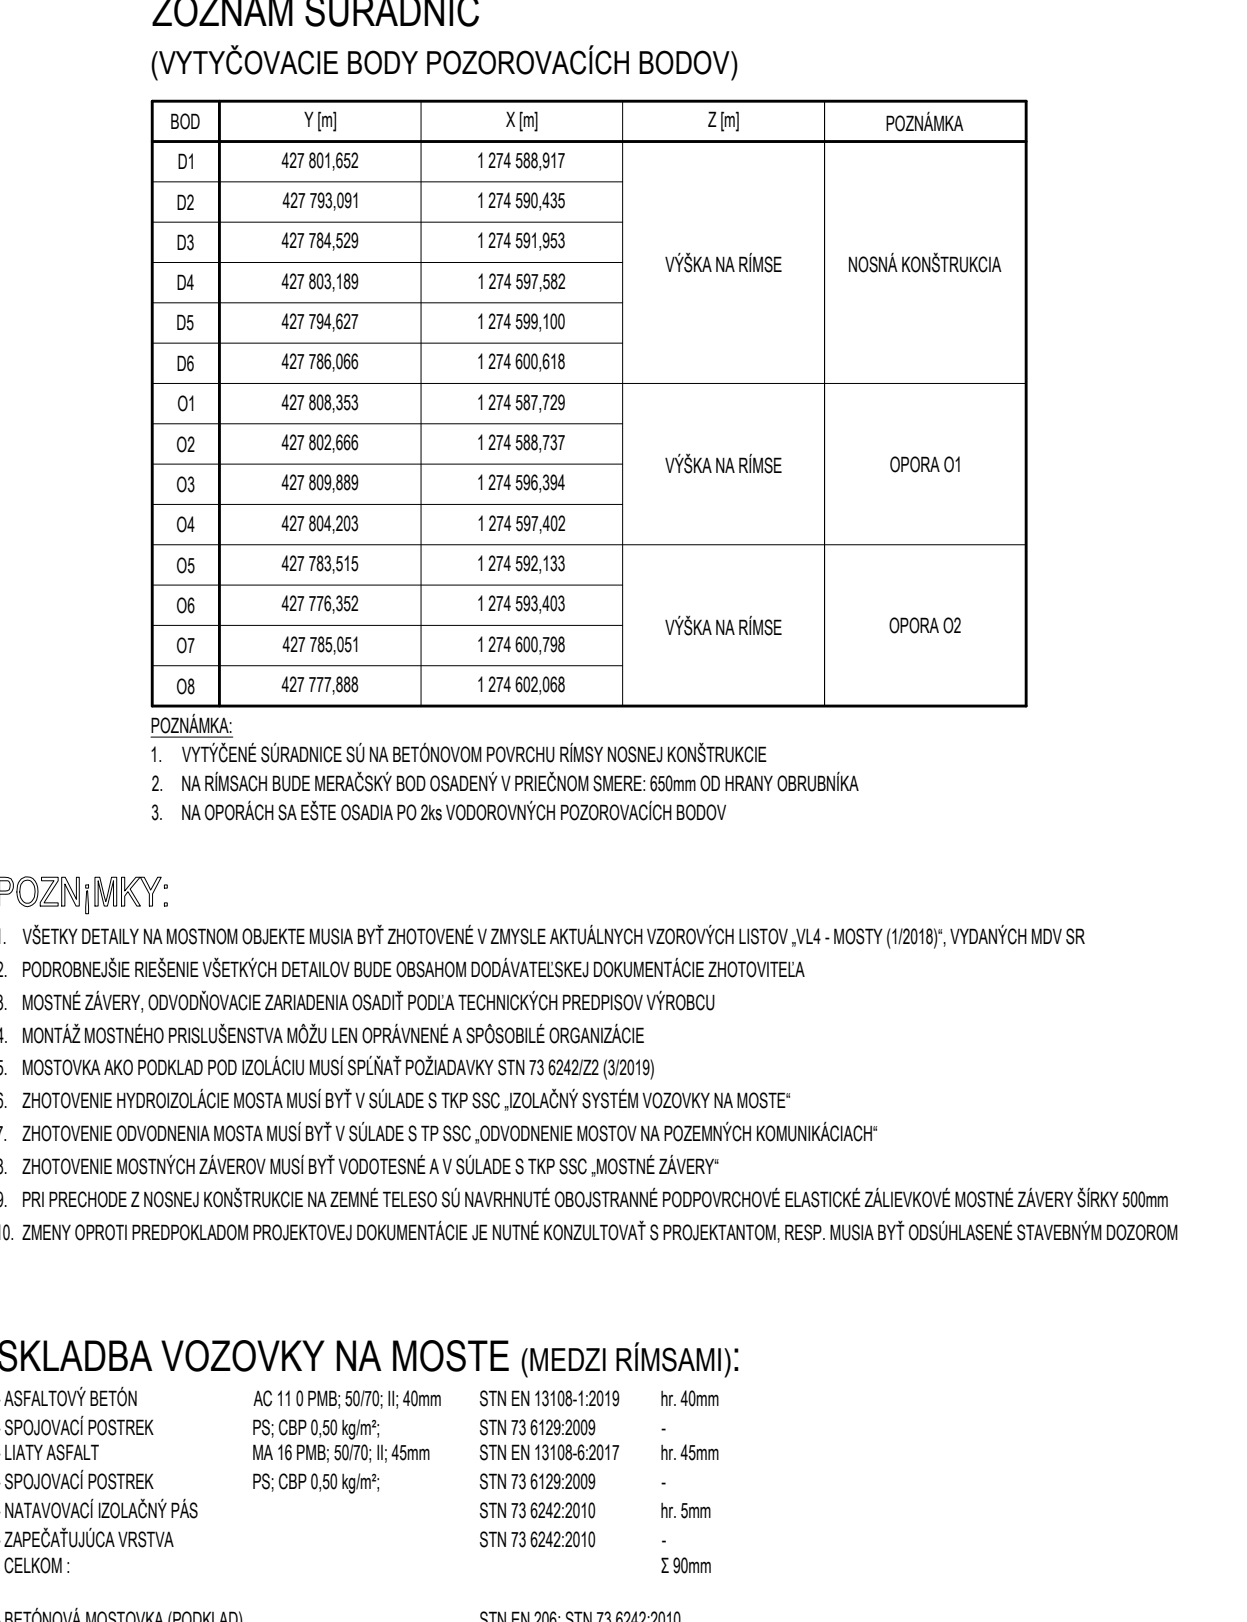 ZOZNAM SÚRADNÍC
(VYTYČOVACIE BODY POZOROVACÍCH BODOV)
BOD Y [m] X [m] Z [m] POZNÁMKA
D1 427 801,652 1 274 588,917
D2 427 793,091 1 274 590,435
D3 427 784,529 1 274 591,953
VÝŠKA NA RÍMSE NOSNÁ KONŠTRUKCIA
D4 427 803,189 1 274 597,582
D5 427 794,627 1 274 599,100
D6 427 786,066 1 274 600,618
O1 427 808,353 1 274 587,729
O2 427 802,666 1 274 588,737
VÝŠKA NA RÍMSE OPORA O1
O3 427 809,889 1 274 596,394
O4 427 804,203 1 274 597,402
O5 427 783,515 1 274 592,133
O6 427 776,352 1 274 593,403
VÝŠKA NA RÍMSE OPORA O2
O7 427 785,051 1 274 600,798
O8 427 777,888 1 274 602,068
POZNÁMKA:
1. VYTÝČENÉ SÚRADNICE SÚ NA BETÓNOVOM POVRCHU RÍMSY NOSNEJ KONŠTRUKCIE
2. NA RÍMSACH BUDE MERAČSKÝ BOD OSADENÝ V PRIEČNOM SMERE: 650mm OD HRANY OBRUBNÍKA
3. NA OPORÁCH SA EŠTE OSADIA PO 2ks VODOROVNÝCH POZOROVACÍCH BODOV
POZN¡MKY:
1. VŠETKY DETAILY NA MOSTNOM OBJEKTE MUSIA BYŤ ZHOTOVENÉ V ZMYSLE AKTUÁLNYCH VZOROVÝCH LISTOV „VL4 - MOSTY (1/2018)“, VYDANÝCH MDV SR
2. PODROBNEJŠIE RIEŠENIE VŠETKÝCH DETAILOV BUDE OBSAHOM DODÁVATEĽSKEJ DOKUMENTÁCIE ZHOTOVITEĽA
3. MOSTNÉ ZÁVERY, ODVODŇOVACIE ZARIADENIA OSADIŤ PODĽA TECHNICKÝCH PREDPISOV VÝROBCU
4. MONTÁŽ MOSTNÉHO PRISLUŠENSTVA MÔŽU LEN OPRÁVNENÉ A SPÔSOBILÉ ORGANIZÁCIE
5. MOSTOVKA AKO PODKLAD POD IZOLÁCIU MUSÍ SPĹŇAŤ POŽIADAVKY STN 73 6242/Z2 (3/2019)
6. ZHOTOVENIE HYDROIZOLÁCIE MOSTA MUSÍ BYŤ V SÚLADE S TKP SSC „IZOLAČNÝ SYSTÉM VOZOVKY NA MOSTE“
7. ZHOTOVENIE ODVODNENIA MOSTA MUSÍ BYŤ V SÚLADE S TP SSC „ODVODNENIE MOSTOV NA POZEMNÝCH KOMUNIKÁCIACH“
8. ZHOTOVENIE MOSTNÝCH ZÁVEROV MUSÍ BYŤ VODOTESNÉ A V SÚLADE S TKP SSC „MOSTNÉ ZÁVERY“
9. PRI PRECHODE Z NOSNEJ KONŠTRUKCIE NA ZEMNÉ TELESO SÚ NAVRHNUTÉ OBOJSTRANNÉ PODPOVRCHOVÉ ELASTICKÉ ZÁLIEVKOVÉ MOSTNÉ ZÁVERY ŠÍRKY 500mm
10. ZMENY OPROTI PREDPOKLADOM PROJEKTOVEJ DOKUMENTÁCIE JE NUTNÉ KONZULTOVAŤ S PROJEKTANTOM, RESP. MUSIA BYŤ ODSÚHLASENÉ STAVEBNÝM DOZOROM
SKLADBA VOZOVKY NA MOSTE (MEDZI RÍMSAMI):
- ASFALTOVÝ BETÓN AC 11 0 PMB; 50/70; II; 40mm STN EN 13108-1:2019 hr. 40mm
- SPOJOVACÍ POSTREK PS; CBP 0,50 kg/m²; STN 73 6129:2009 -
- LIATY ASFALT MA 16 PMB; 50/70; II; 45mm STN EN 13108-6:2017 hr. 45mm
- SPOJOVACÍ POSTREK PS; CBP 0,50 kg/m²; STN 73 6129:2009 -
- NATAVOVACÍ IZOLAČNÝ PÁS STN 73 6242:2010 hr. 5mm
- ZAPEČAŤUJÚCA VRSTVA STN 73 6242:2010 -
CELKOM : Σ 90mm
- BETÓNOVÁ MOSTOVKA (PODKLAD) STN EN 206; STN 73 6242:2010